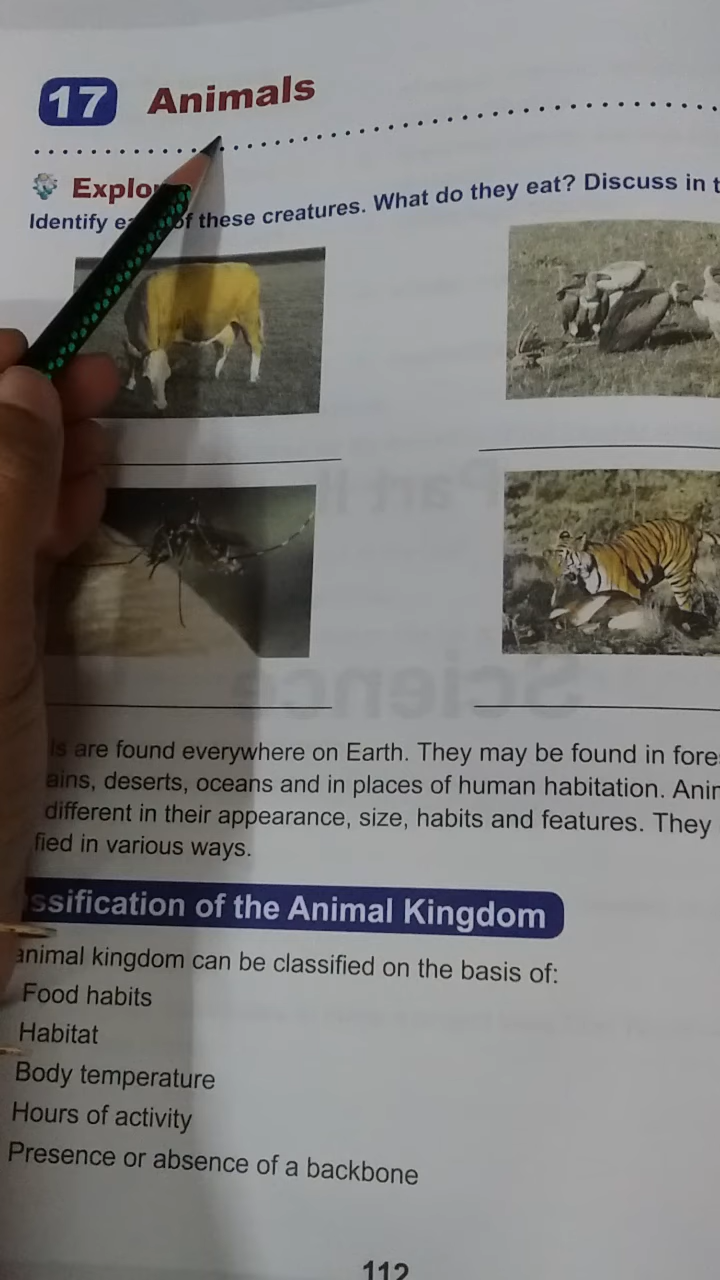 17 Animals
Explo
Identify e of these creatures. What do they eat? Discuss in t
ls are found everywhere on Earth. They may be found in fore
ains, deserts, oceans and in places of human habitation. Anir
different in their appearance, size, habits and features. They
fied in various ways.
ssification of the Animal Kingdom
animal kingdom can be classified on the basis of:
Food habits
Habitat
Body temperature
Hours of activity
Presence or absence of a backbone
112